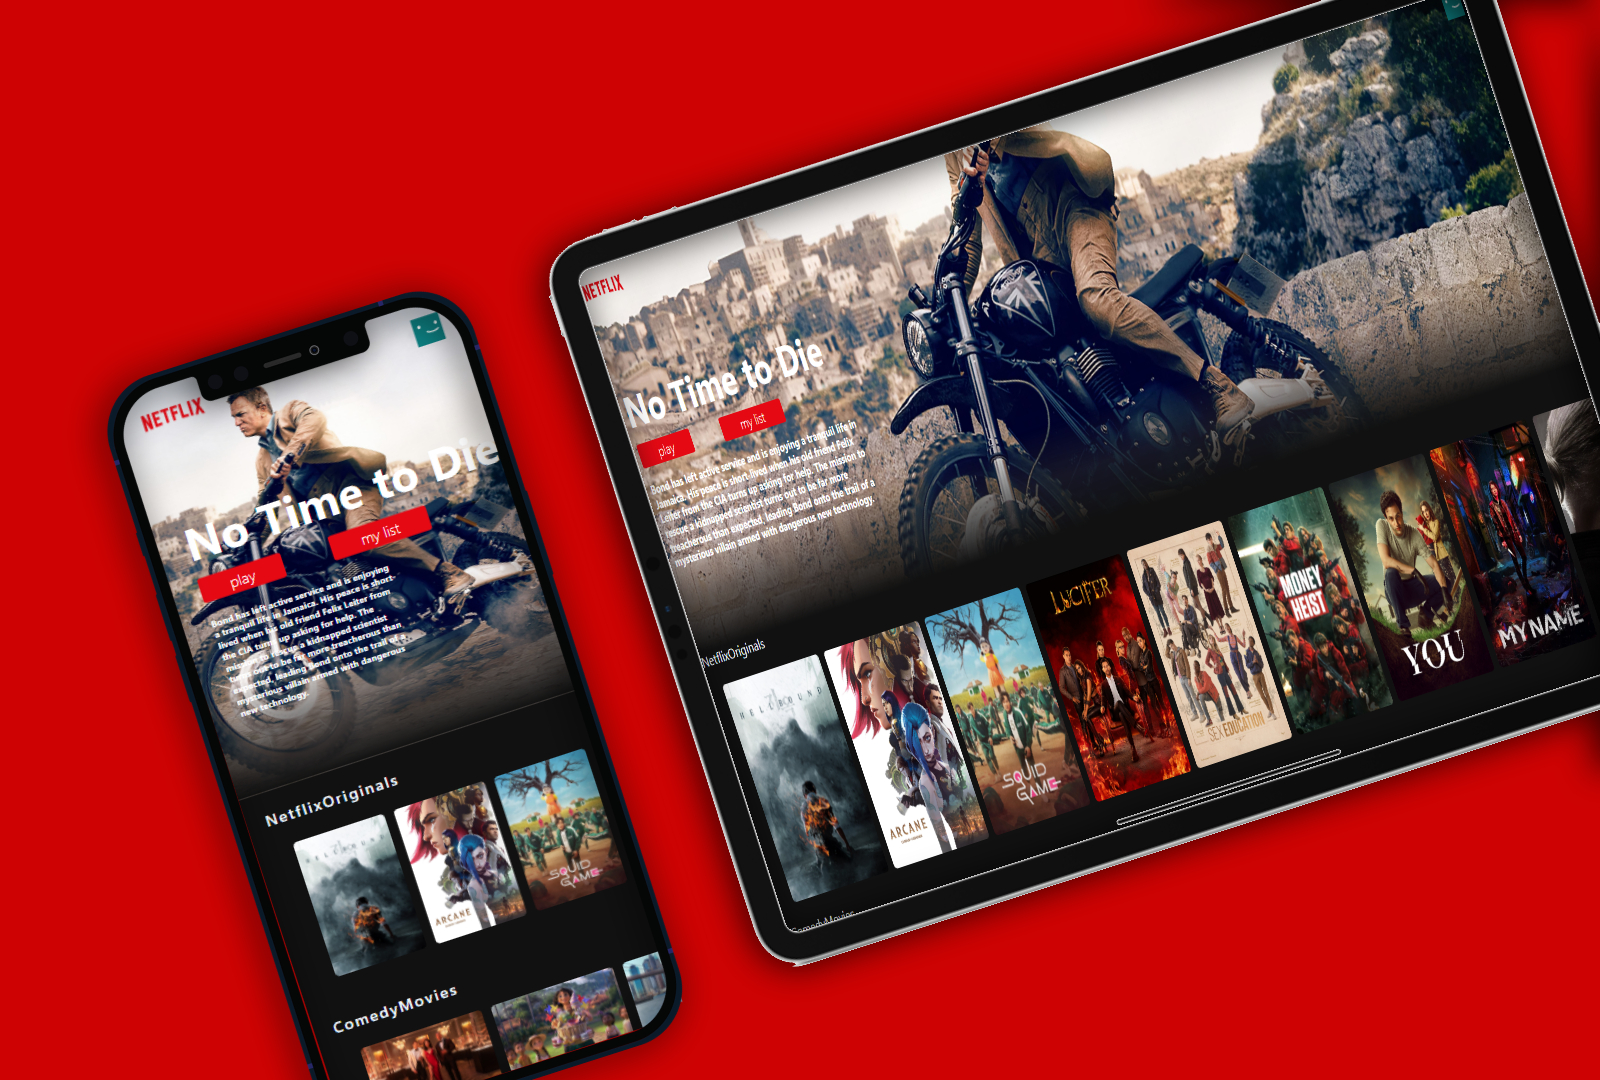 NETFLIX
No Time to Die
play
my list
Bond has left active service and is enjoying
a tranquil life in Jamaica. His peace is short-
lived when his old friend Felix Leiter from
the CIA turns up asking for help. The
mission to rescue a kidnapped scientist
turns out to be far more treacherous than
expected, leading Bond onto the trail of a
mysterious villain armed with dangerous
new technology.
NetflixOriginals
HELLBOUND
ARCANE
SQUID
GAME
ComedyMovies
NETFLIX
No Time to Die
play
my list
Bond has left active service and is enjoying a tranquil life in
Jamaica. His peace is short-lived when his old friend Felix
Leiter from the CIA turns up asking for help. The mission to
rescue a kidnapped scientist turns out to be far more
treacherous than expected, leading Bond onto the trail of a
mysterious villain armed with dangerous new technology.
NetflixOriginals
HELLBOUND
ARCANE
SQUID
GAME
LUCIFER
SEX EDUCATION
MONEY
HEIST
YOU
MY NAME
ComedyMovies